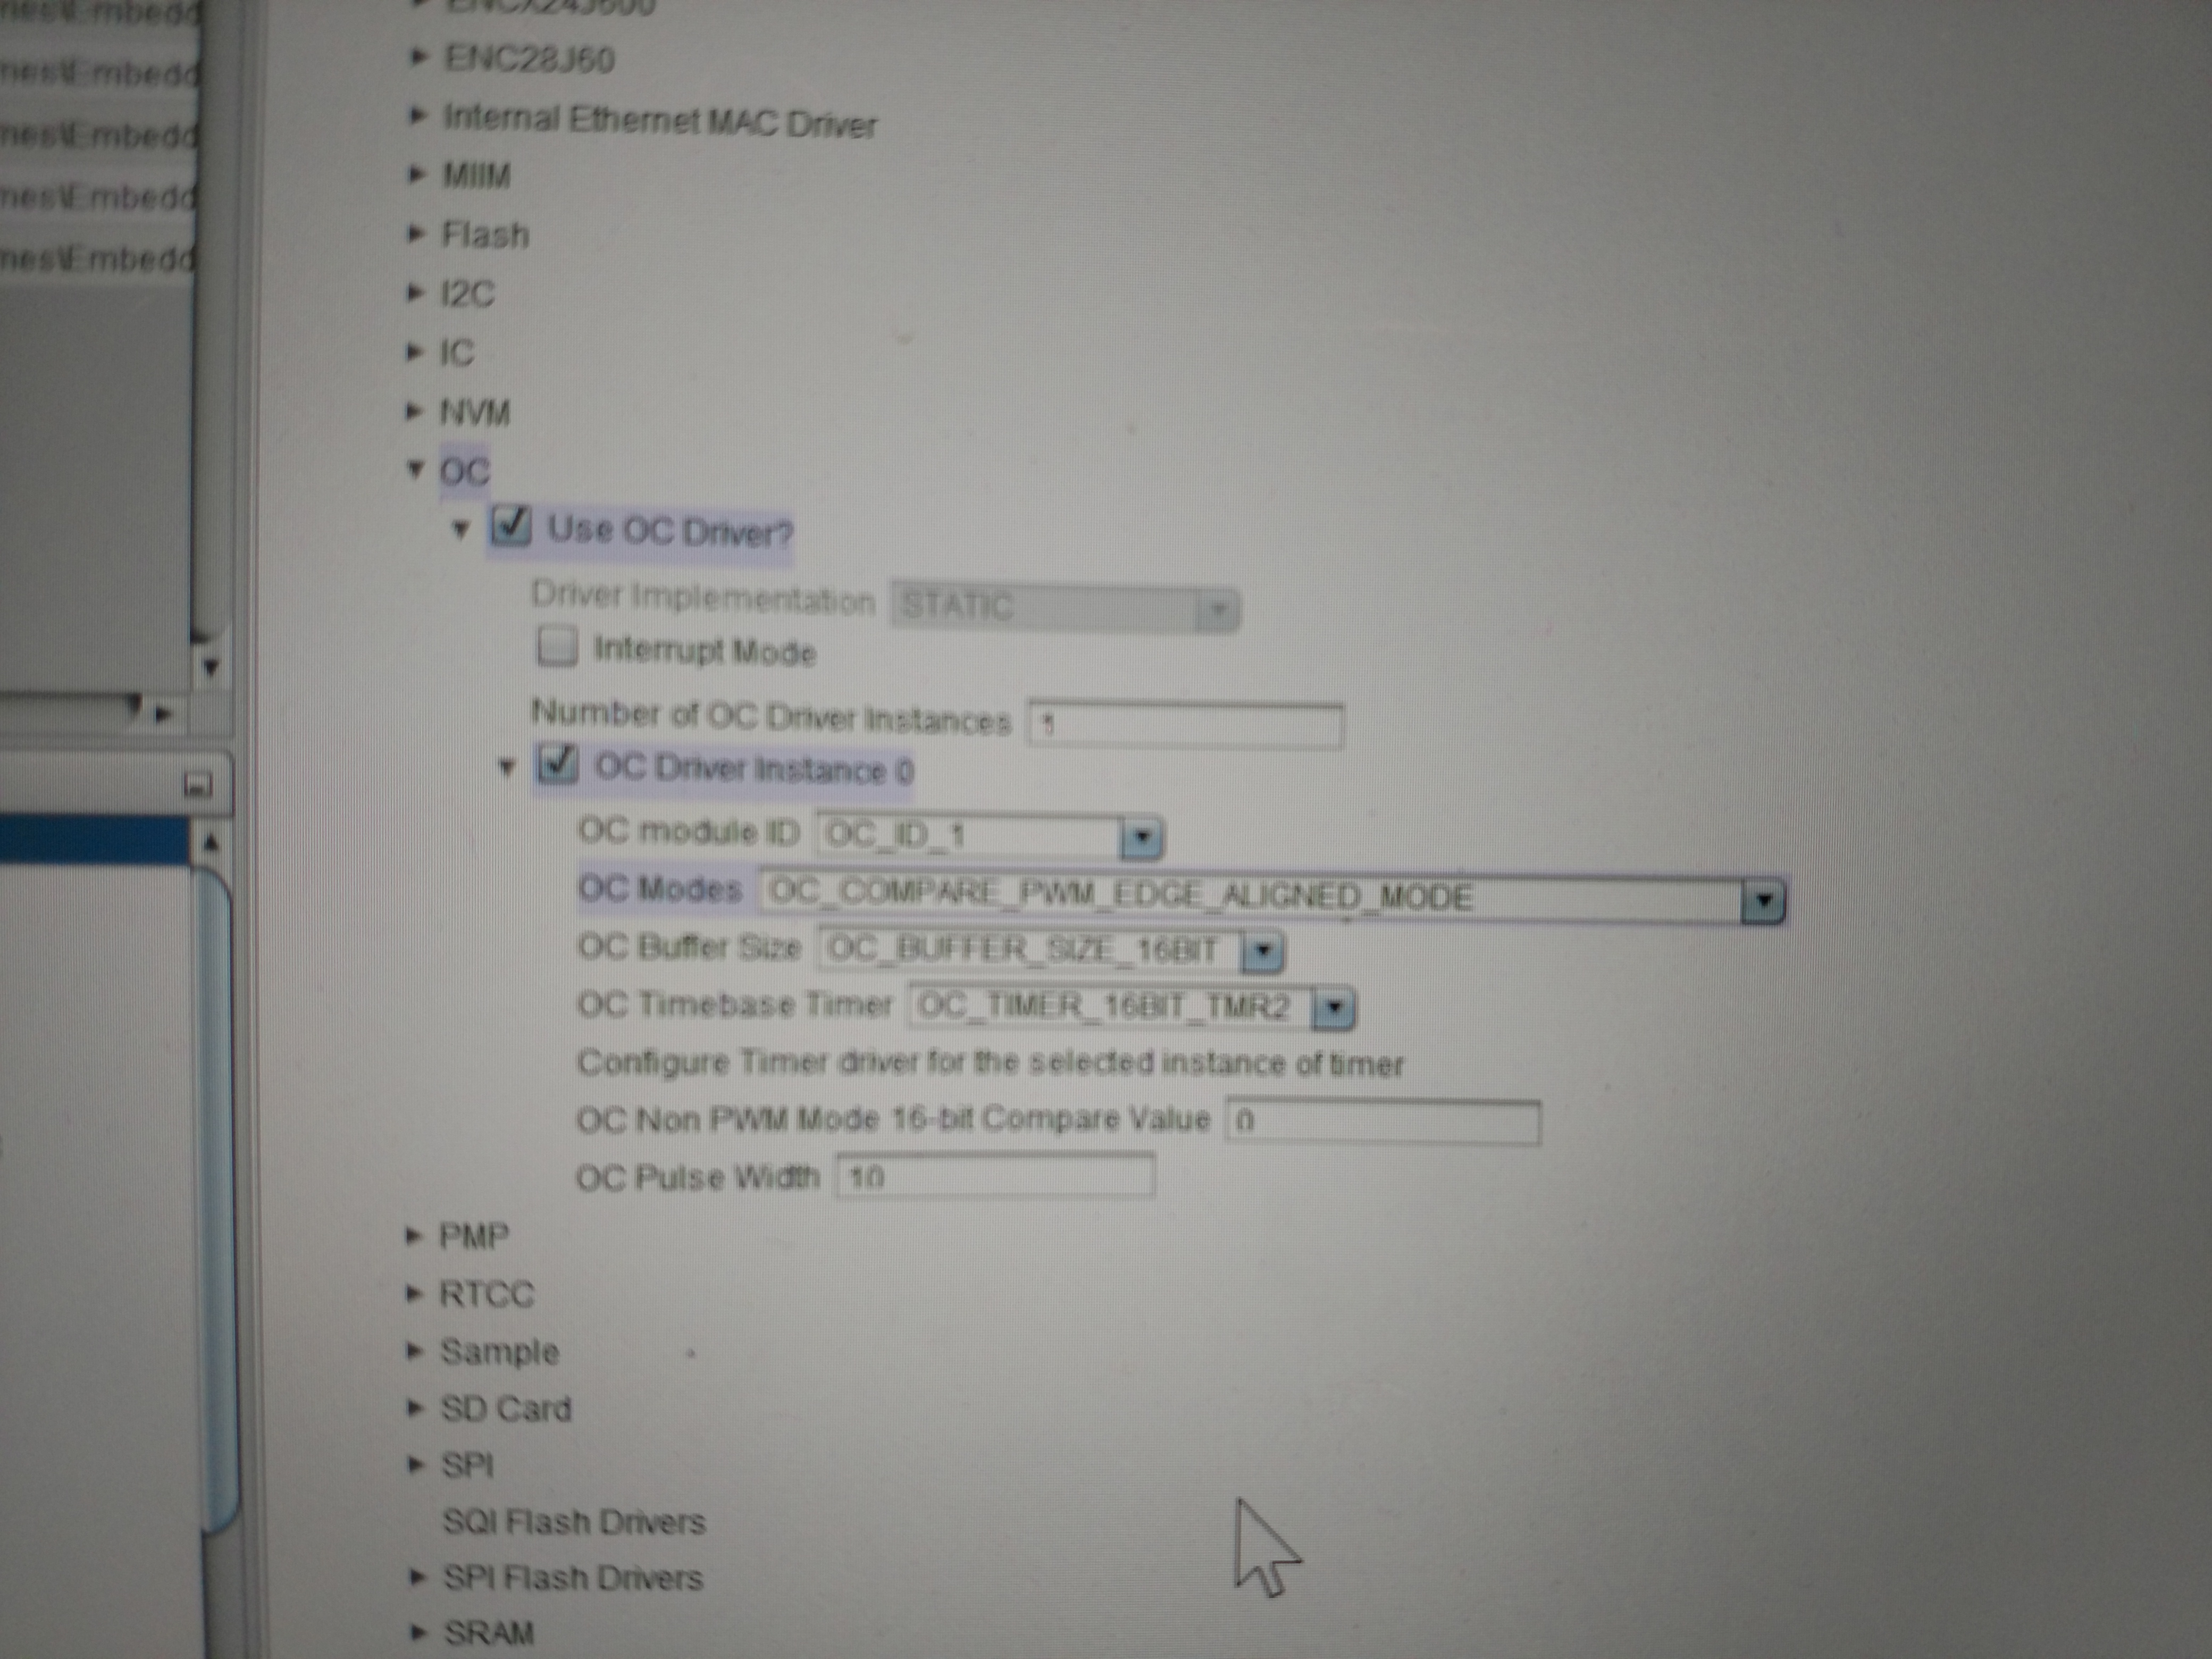 nes\Embedd
nes\Embedd
nes\Embedd
nes\Embedd
nes\Embedd
ENCX24J600
ENC28J60
Internal Ethernet MAC Driver
MIIM
Flash
I2C
IC
NVM
OC
Use OC Driver?
Driver Implementation STATIC
Interrupt Mode
Number of OC Driver Instances 1
OC Driver Instance 0
OC module ID OC_ID_1
OC Modes OC_COMPARE_PWM_EDGE_ALIGNED_MODE
OC Buffer Size OC_BUFFER_SIZE_16BIT
OC Timebase Timer OC_TIMER_16BIT_TMR2
Configure Timer driver for the selected instance of timer
OC Non PWM Mode 16-bit Compare Value 0
OC Pulse Width 10
PMP
RTCC
Sample
SD Card
SPI
SQI Flash Drivers
SPI Flash Drivers
SRAM